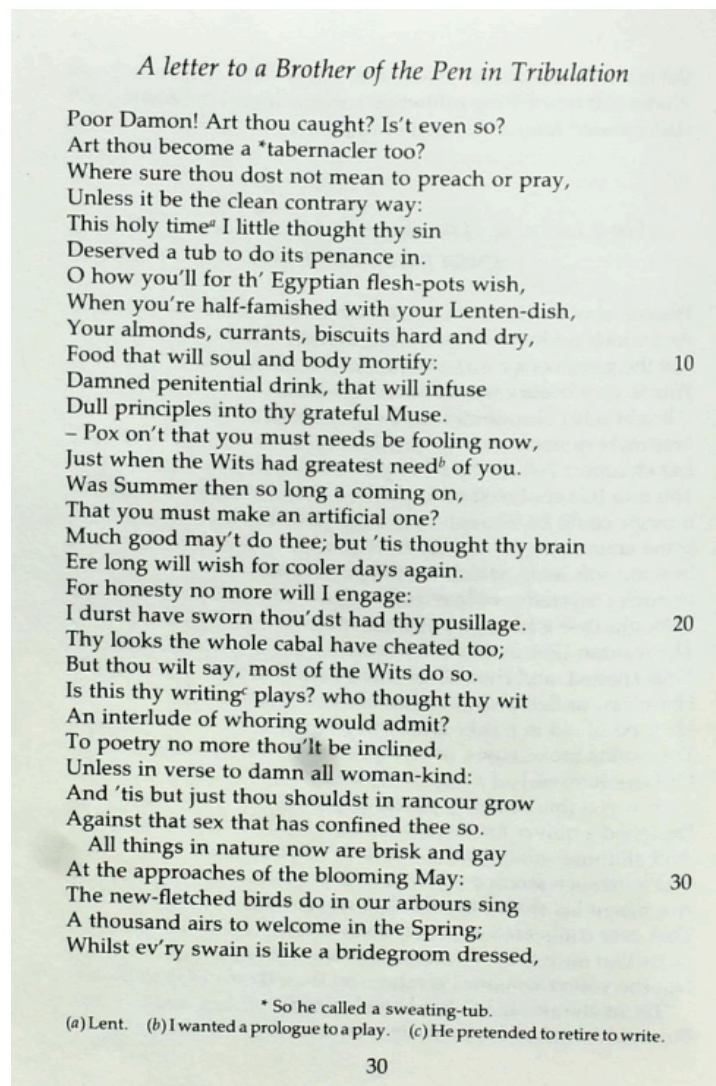 A letter to a Brother of the Pen in Tribulation
Poor Damon! Art thou caught? Is't even so?
Art thou become a *tabernacler too?
Where sure thou dost not mean to preach or pray,
Unless it be the clean contrary way:
This holy timeᵃ I little thought thy sin
Deserved a tub to do its penance in.
O how you'll for th' Egyptian flesh-pots wish,
When you're half-famished with your Lenten-dish,
Your almonds, currants, biscuits hard and dry,
Food that will soul and body mortify: 10
Damned penitential drink, that will infuse
Dull principles into thy grateful Muse.
– Pox on't that you must needs be fooling now,
Just when the Wits had greatest needᵇ of you.
Was Summer then so long a coming on,
That you must make an artificial one?
Much good may't do thee; but 'tis thought thy brain
Ere long will wish for cooler days again.
For honesty no more will I engage:
I durst have sworn thou'dst had thy pusillage. 20
Thy looks the whole cabal have cheated too;
But thou wilt say, most of the Wits do so.
Is this thy writingᶜ plays? who thought thy wit
An interlude of whoring would admit?
To poetry no more thou'lt be inclined,
Unless in verse to damn all woman-kind:
And 'tis but just thou shouldst in rancour grow
Against that sex that has confined thee so.
All things in nature now are brisk and gay
At the approaches of the blooming May: 30
The new-fletched birds do in our arbours sing
A thousand airs to welcome in the Spring;
Whilst ev'ry swain is like a bridegroom dressed,
* So he called a sweating-tub.
(a) Lent. (b) I wanted a prologue to a play. (c) He pretended to retire to write.
30